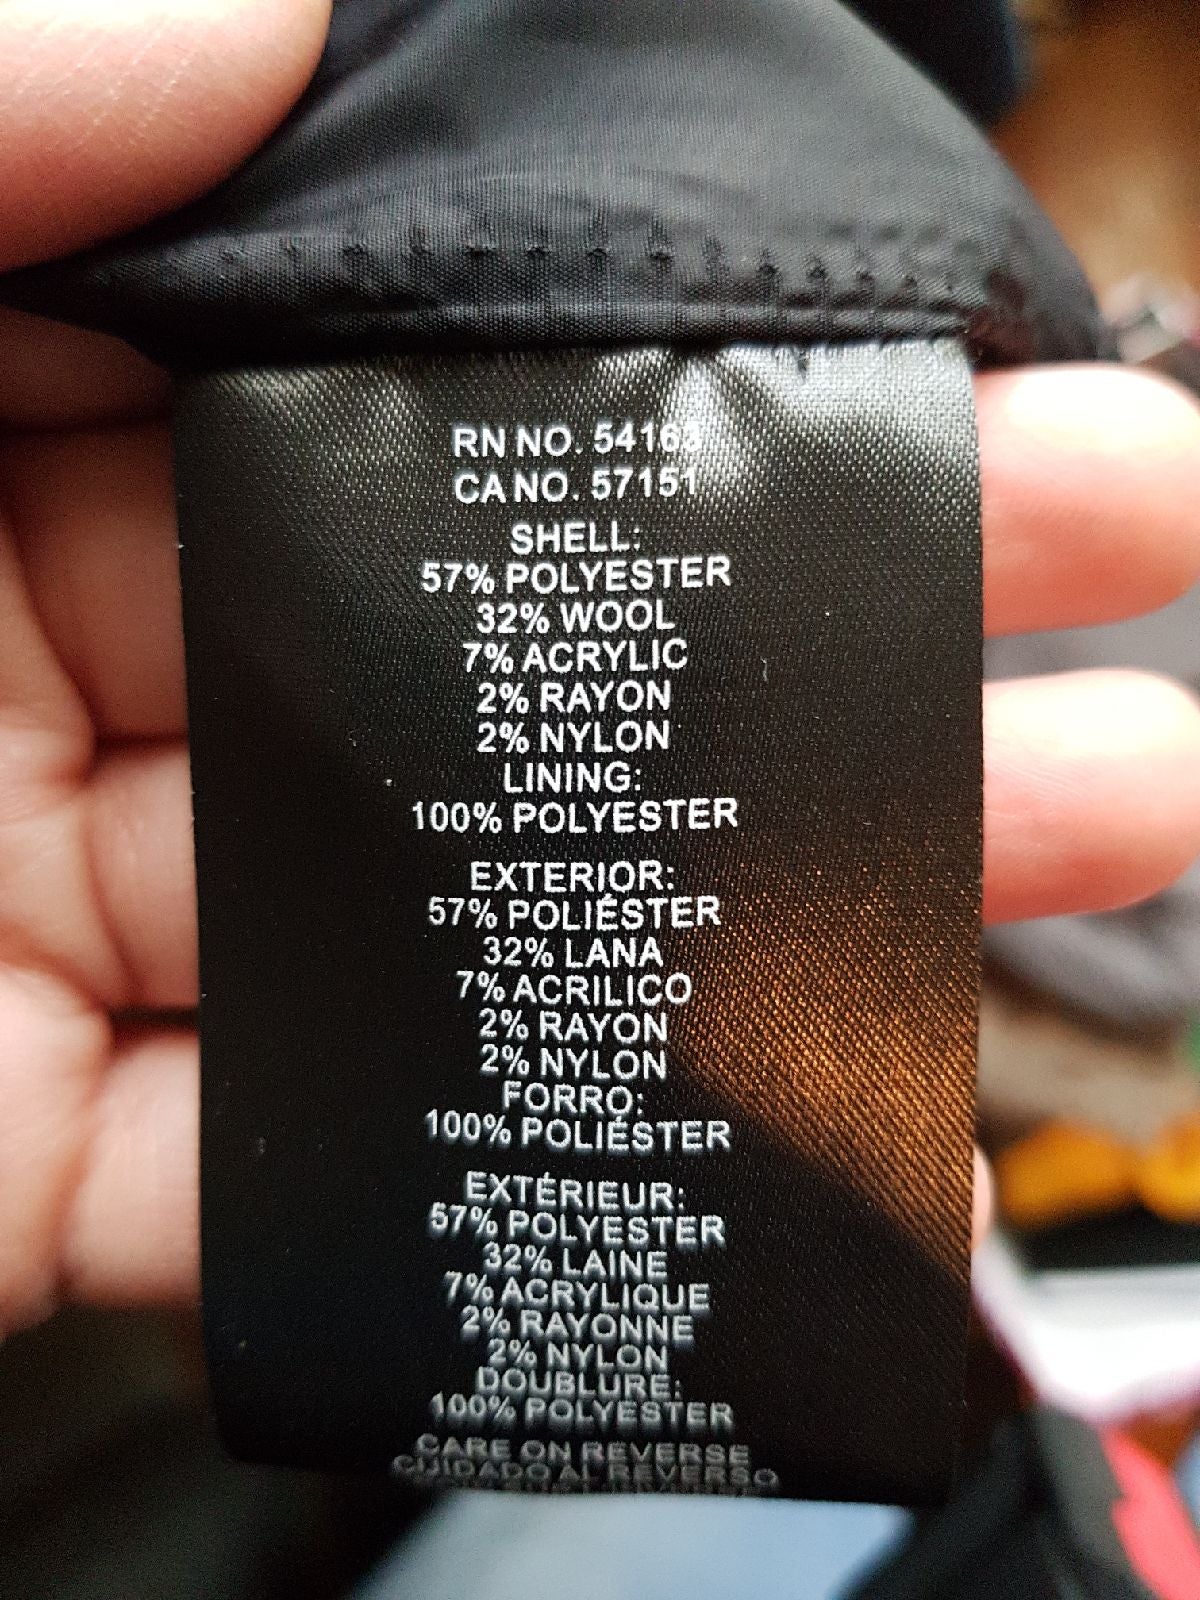 RN NO. 54163
CA NO. 57151
SHELL:
57% POLYESTER
32% WOOL
7% ACRYLIC
2% RAYON
2% NYLON
LINING:
100% POLYESTER
EXTERIOR:
57% POLIÉSTER
32% LANA
7% ACRILICO
2% RAYON
2% NYLON
FORRO:
100% POLIÉSTER
EXTÉRIEUR:
57% POLYESTER
32% LAINE
7% ACRYLIQUE
2% RAYONNE
2% NYLON
DOUBLURE:
100% POLYESTER
CARE ON REVERSE
CUIDADO AL REVERSO